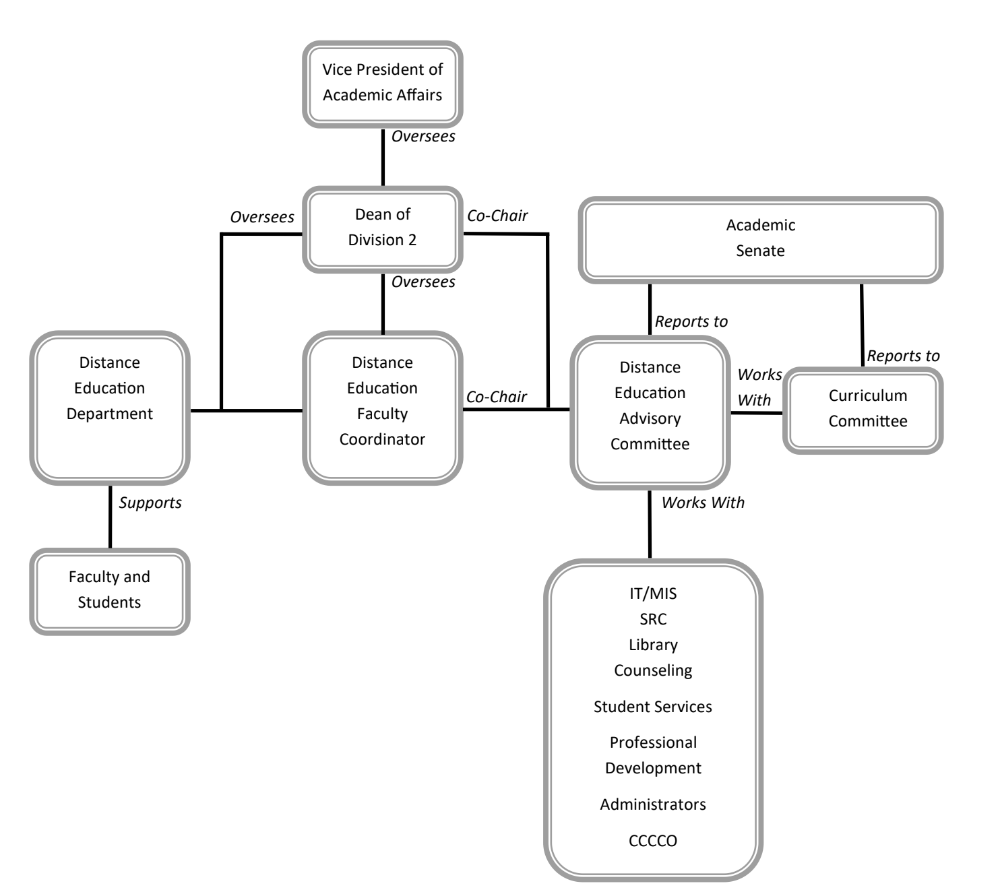 Vice President of
Academic Affairs
Oversees
Dean of
Division 2
Oversees
Co-Chair
Oversees
Academic
Senate
Reports to
Reports to
Distance
Education
Department
Distance
Education
Faculty
Coordinator
Co-Chair
Distance
Education
Advisory
Committee
Works
With
Curriculum
Committee
Supports
Works With
Faculty and
Students
IT/MIS
SRC
Library
Counseling
Student Services
Professional
Development
Administrators
CCCCO